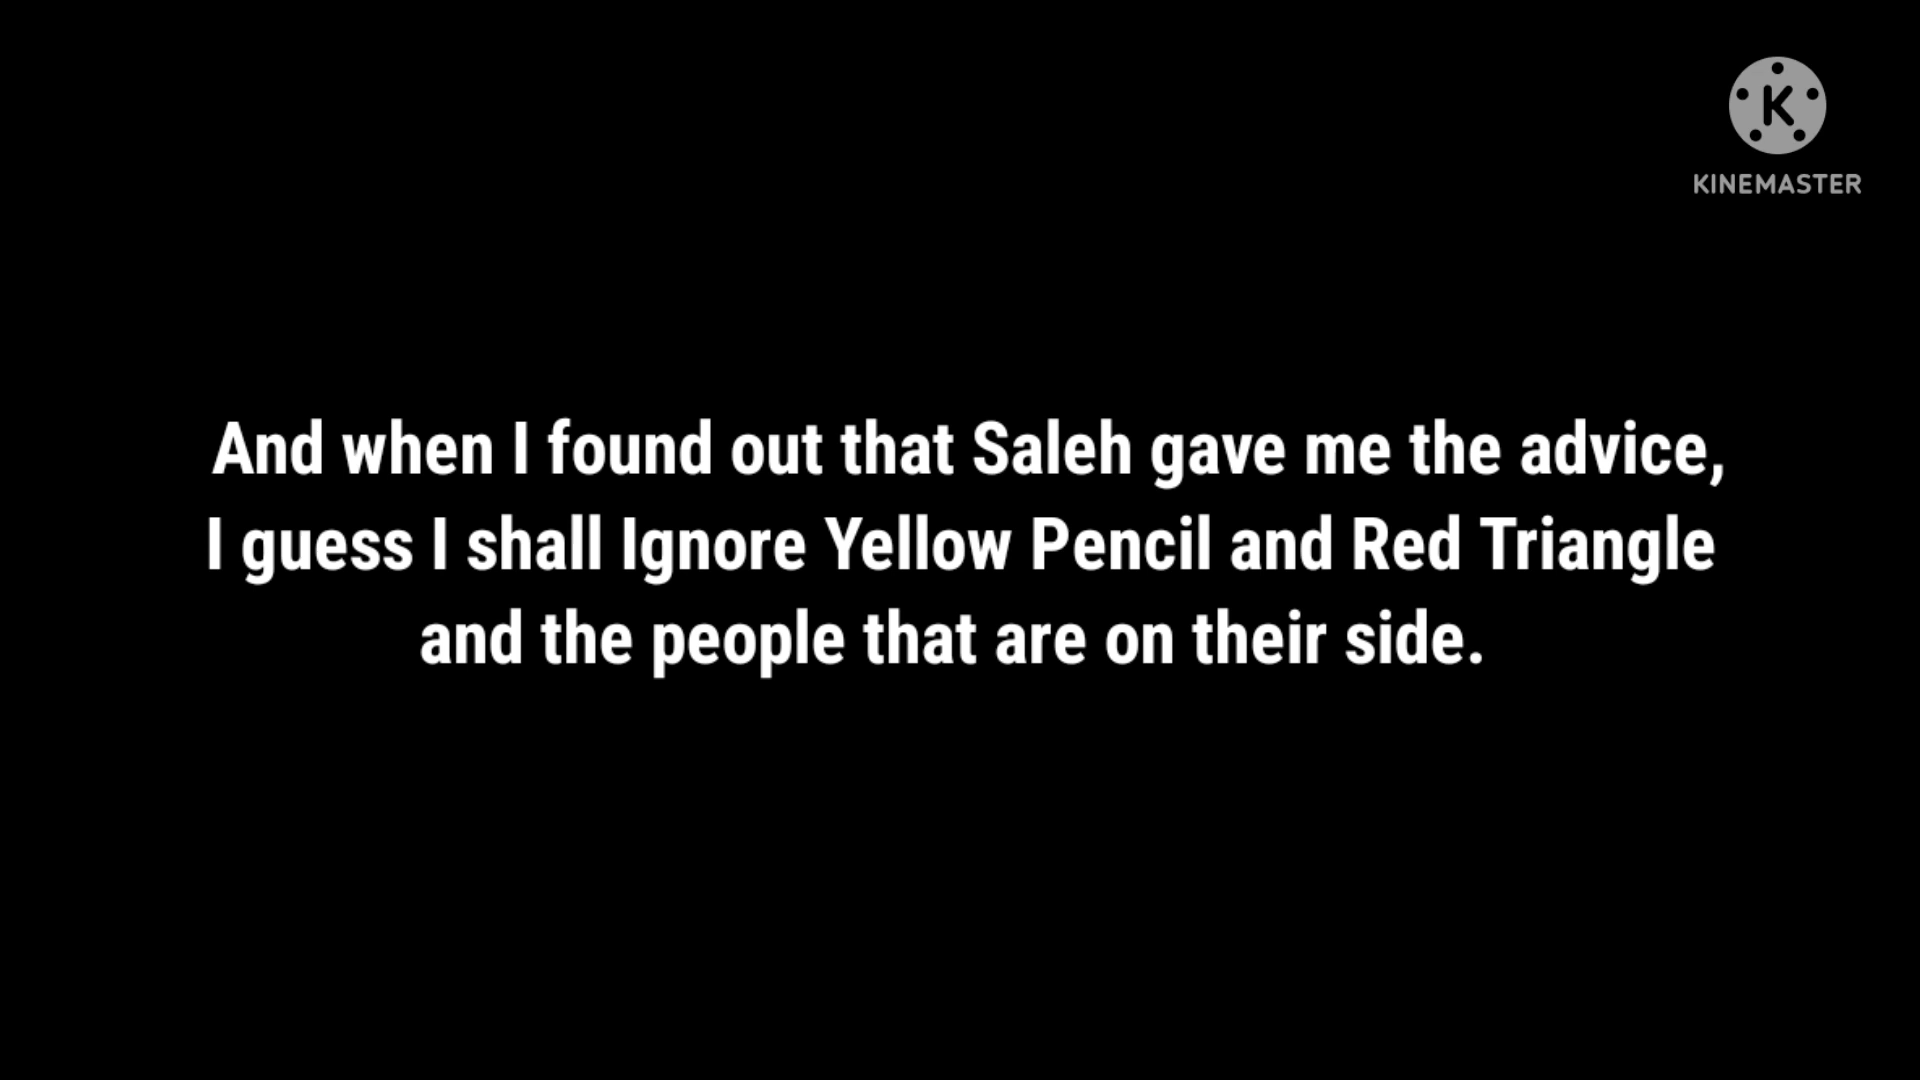 K
KINEMASTER
And when I found out that Saleh gave me the advice,
I guess I shall Ignore Yellow Pencil and Red Triangle
and the people that are on their side.